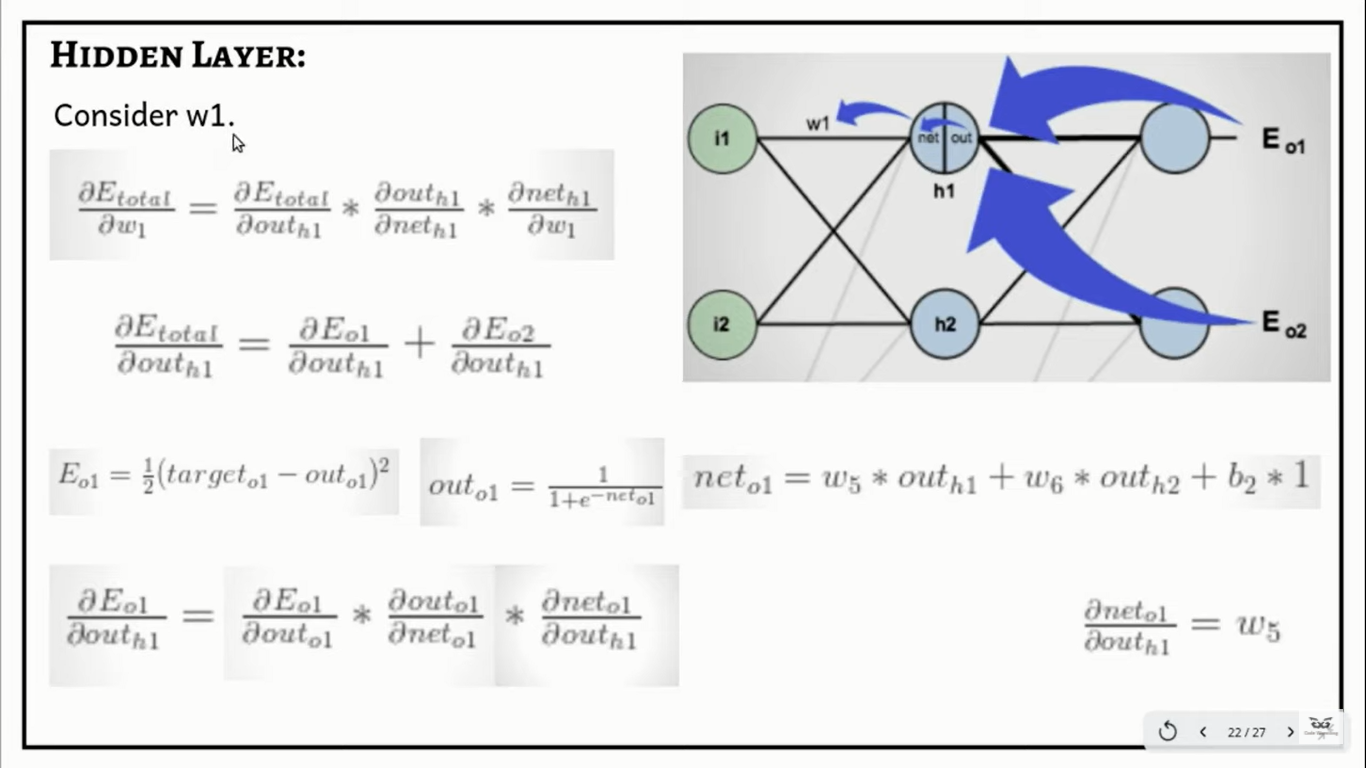 HIDDEN LAYER:
Consider w1.
∂E_total/∂w_1 = ∂E_total/∂out_h1 * ∂out_h1/∂net_h1 * ∂net_h1/∂w_1
∂E_total/∂out_h1 = ∂E_o1/∂out_h1 + ∂E_o2/∂out_h1
i1 w1 net out E o1
h1
i2 h2 E o2
E_o1 = 1/2(target_o1 − out_o1)^2
out_o1 = 1/(1+e^−net_o1)
net_o1 = w_5 * out_h1 + w_6 * out_h2 + b_2 * 1
∂E_o1/∂out_h1 = ∂E_o1/∂out_o1 * ∂out_o1/∂net_o1 * ∂net_o1/∂out_h1
∂net_o1/∂out_h1 = w_5
22 / 27